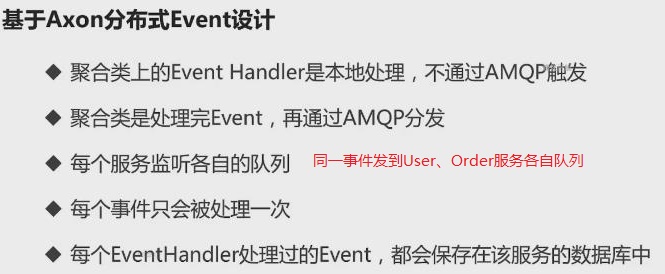 基于Axon分布式Event设计
◆ 聚合类上的Event Handler是本地处理，不通过AMQP触发
◆ 聚合类是处理完Event，再通过AMQP分发
◆ 每个服务监听各自的队列 同一事件发到User、Order服务各自队列
◆ 每个事件只会被处理一次
◆ 每个EventHandler处理过的Event，都会保存在该服务的数据库中